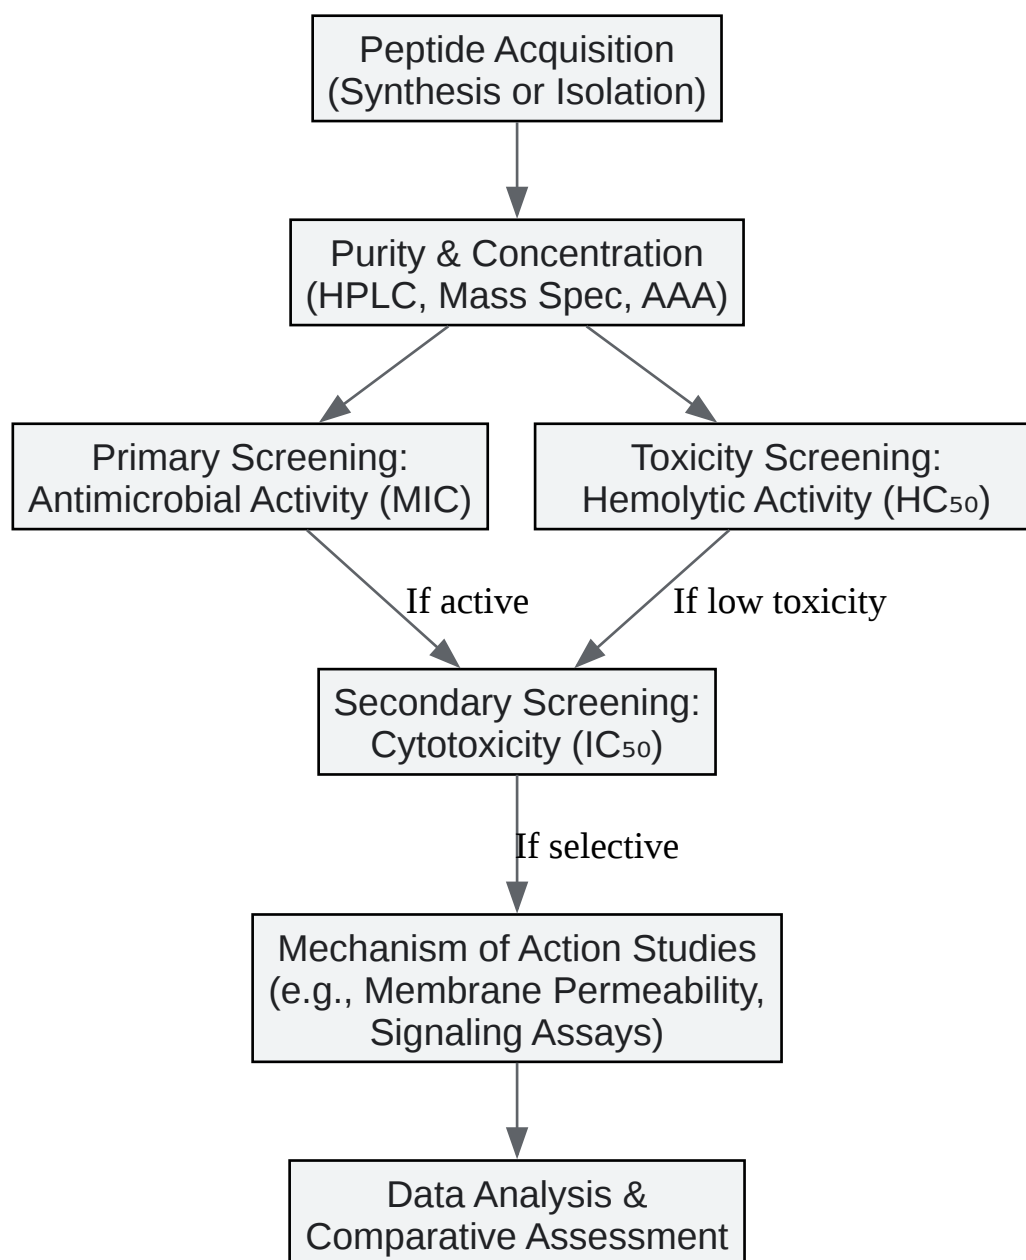 Peptide Acquisition
(Synthesis or Isolation)
Purity & Concentration
(HPLC, Mass Spec, AAA)
Primary Screening:
Antimicrobial Activity (MIC)
Toxicity Screening:
Hemolytic Activity (HC₅₀)
If active
If low toxicity
Secondary Screening:
Cytotoxicity (IC₅₀)
If selective
Mechanism of Action Studies
(e.g., Membrane Permeability,
Signaling Assays)
Data Analysis &
Comparative Assessment